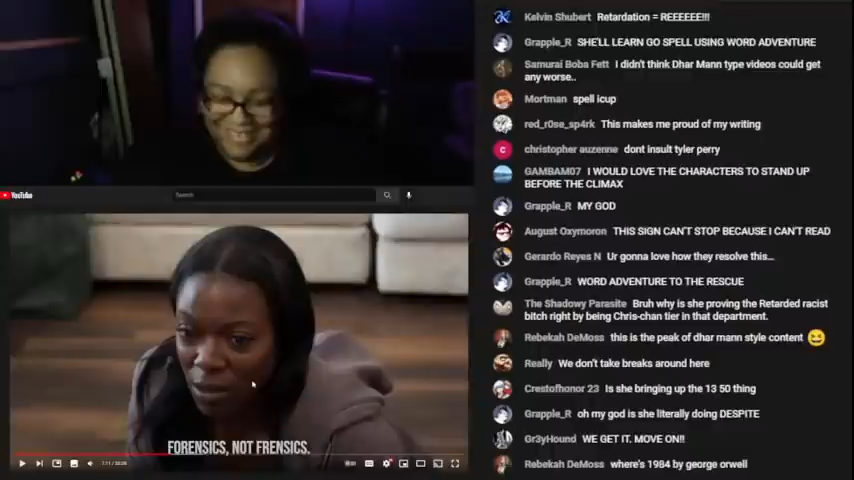 Kelvin Shubert Retardation = REEEEEE!!!
Grapple_R SHE'LL LEARN GO SPELL USING WORD ADVENTURE
Samurai Boba Fett I didn't think Dhar Mann type videos could get
any worse..
Mortman spell icup
red_r0se_sp4rk This makes me proud of my writing
christopher auzenne dont insult tyler perry
GAMBAM07 I WOULD LOVE THE CHARACTERS TO STAND UP
BEFORE THE CLIMAX
Grapple_R MY GOD
August Oxymoron THIS SIGN CAN'T STOP BECAUSE I CAN'T READ
Gerardo Reyes N Ur gonna love how they resolve this...
Grapple_R WORD ADVENTURE TO THE RESCUE
The Shadowy Parasite Bruh why is she proving the Retarded racist
bitch right by being Chris-chan tier in that department.
Rebekah DeMoss this is the peak of dhar mann style content
Really We don't take breaks around here
Crestofhonor 23 Is she bringing up the 13 50 thing
Grapple_R oh my god is she literally doing DESPITE
Gr3yHound WE GET IT. MOVE ON!!
Rebekah DeMoss where's 1984 by george orwell
YouTube
Search
FORENSICS, NOT FRENSICS.